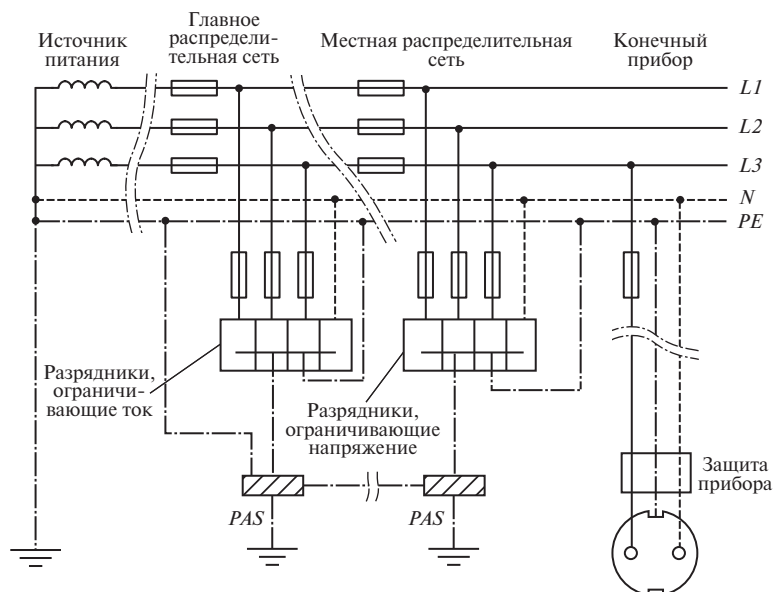 Источник
питания
Главное
распредели-
тельная сеть
Местная распределительная
сеть
Конечный
прибор
L1
L2
L3
N
PE
Разрядники,
ограничи-
вающие ток
Разрядники,
ограничивающие
напряжение
Защита
прибора
PAS
PAS